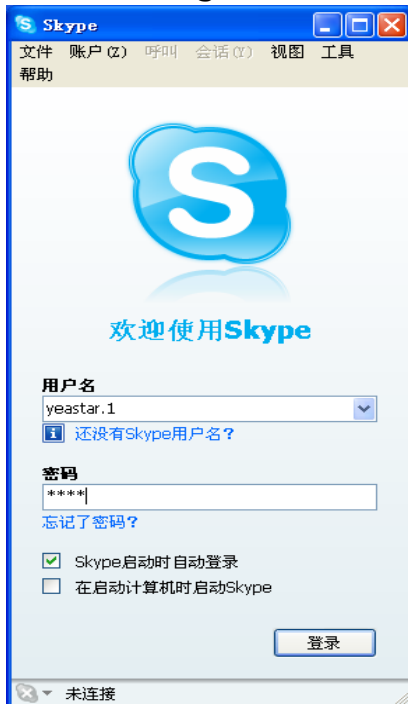 Skype
文件 账户(Z) 呼叫 会话(Y) 视图 工具
帮助
S
欢迎使用Skype
用户名
yeastar.1
还没有Skype用户名?
密码
****
忘记了密码?
Skype启动时自动登录
在启动计算机时启动Skype
登录
未连接